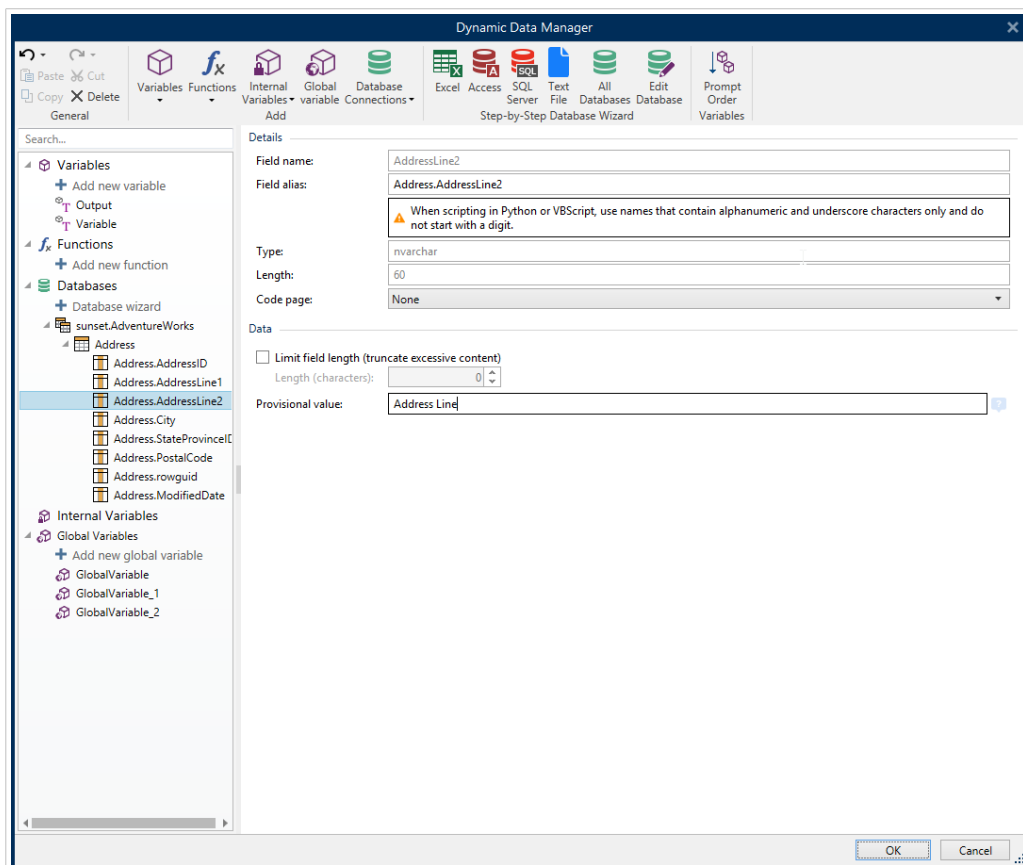 Dynamic Data Manager
Paste Cut
Copy Delete
General
Variables Functions
Internal Variables
Global variable
Database Connections
Add
Excel Access SQL Server Text File All Databases Edit Database
Step-by-Step Database Wizard
Prompt Order
Variables
Search...
Variables
Add new variable
Output
Variable
Functions
Add new function
Databases
Database wizard
sunset.AdventureWorks
Address
Address.AddressID
Address.AddressLine1
Address.AddressLine2
Address.City
Address.StateProvinceID
Address.PostalCode
Address.rowguid
Address.ModifiedDate
Internal Variables
Global Variables
Add new global variable
GlobalVariable
GlobalVariable_1
GlobalVariable_2
Details
Field name: AddressLine2
Field alias: Address.AddressLine2
When scripting in Python or VBScript, use names that contain alphanumeric and underscore characters only and do
not start with a digit.
Type: nvarchar
Length: 60
Code page: None
Data
Limit field length (truncate excessive content)
Length (characters): 0
Provisional value: Address Line
?
OK Cancel